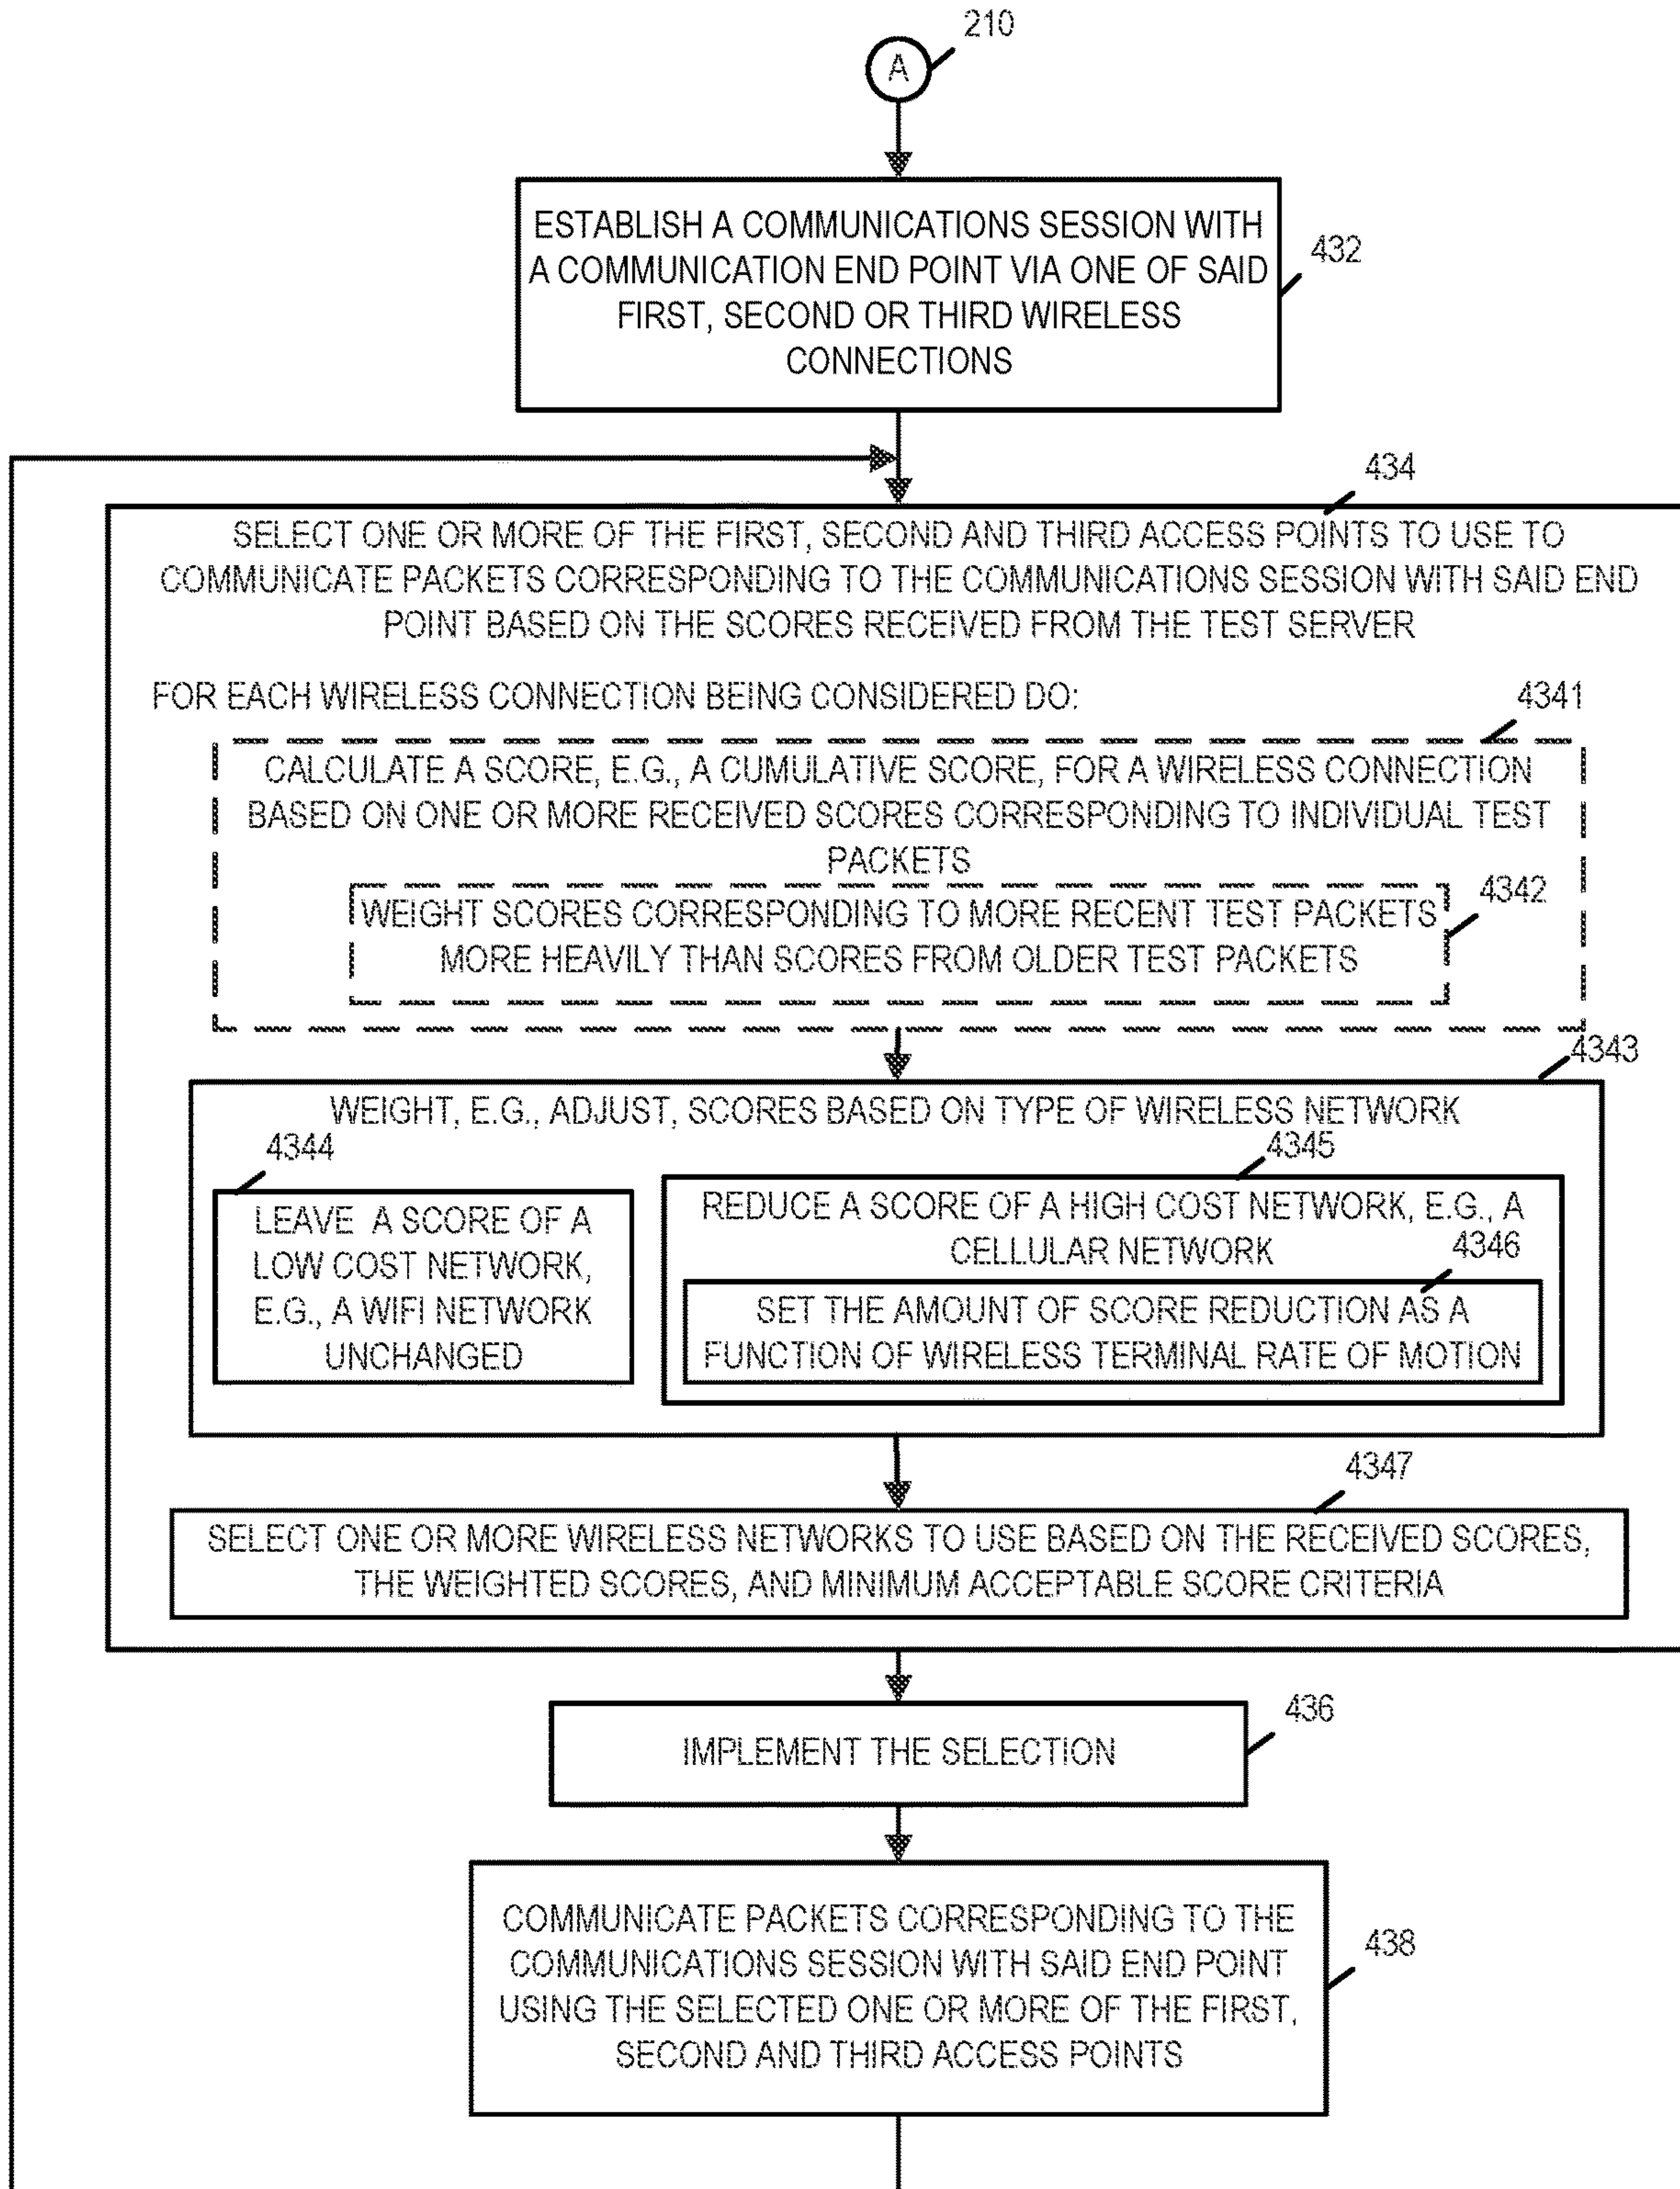 210
A
ESTABLISH A COMMUNICATIONS SESSION WITH
A COMMUNICATION END POINT VIA ONE OF SAID
FIRST, SECOND OR THIRD WIRELESS
CONNECTIONS
432
434
SELECT ONE OR MORE OF THE FIRST, SECOND AND THIRD ACCESS POINTS TO USE TO
COMMUNICATE PACKETS CORRESPONDING TO THE COMMUNICATIONS SESSION WITH SAID END
POINT BASED ON THE SCORES RECEIVED FROM THE TEST SERVER
FOR EACH WIRELESS CONNECTION BEING CONSIDERED DO:
4341
CALCULATE A SCORE, E.G., A CUMULATIVE SCORE, FOR A WIRELESS CONNECTION
BASED ON ONE OR MORE RECEIVED SCORES CORRESPONDING TO INDIVIDUAL TEST
PACKETS
4342
WEIGHT SCORES CORRESPONDING TO MORE RECENT TEST PACKETS
MORE HEAVILY THAN SCORES FROM OLDER TEST PACKETS
4343
WEIGHT, E.G., ADJUST, SCORES BASED ON TYPE OF WIRELESS NETWORK
4344
LEAVE A SCORE OF A
LOW COST NETWORK,
E.G., A WIFI NETWORK
UNCHANGED
4345
REDUCE A SCORE OF A HIGH COST NETWORK, E.G., A
CELLULAR NETWORK
4346
SET THE AMOUNT OF SCORE REDUCTION AS A
FUNCTION OF WIRELESS TERMINAL RATE OF MOTION
4347
SELECT ONE OR MORE WIRELESS NETWORKS TO USE BASED ON THE RECEIVED SCORES,
THE WEIGHTED SCORES, AND MINIMUM ACCEPTABLE SCORE CRITERIA
436
IMPLEMENT THE SELECTION
COMMUNICATE PACKETS CORRESPONDING TO THE
COMMUNICATIONS SESSION WITH SAID END POINT
USING THE SELECTED ONE OR MORE OF THE FIRST,
SECOND AND THIRD ACCESS POINTS
438